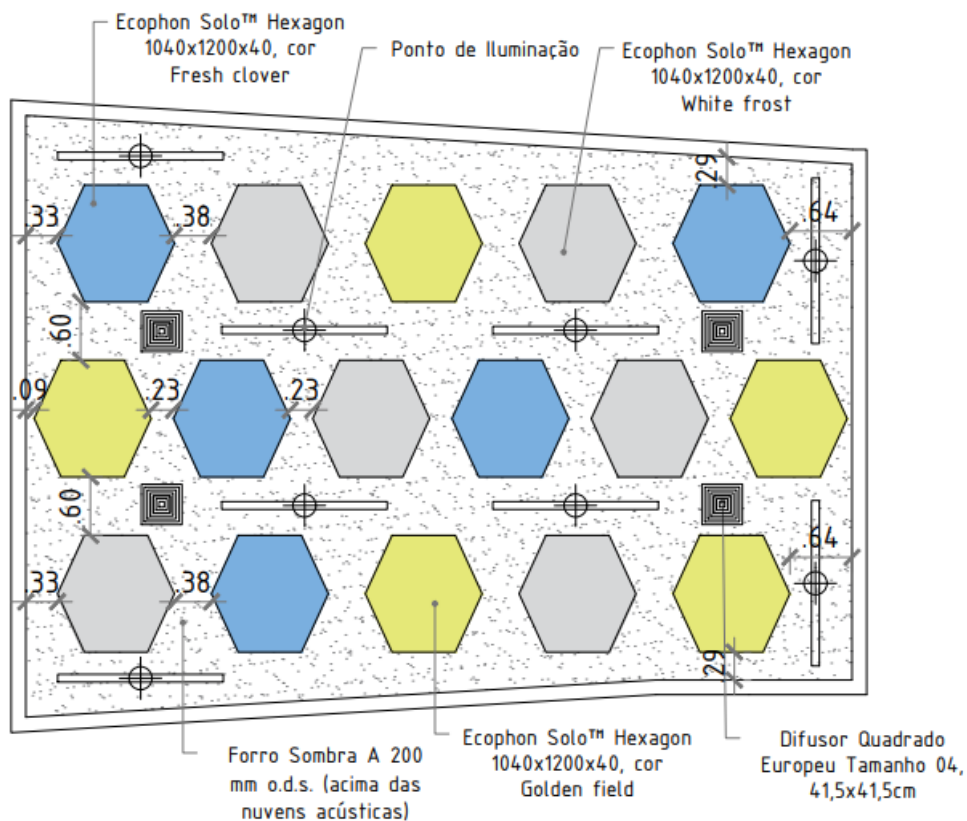 Ecophon Solo™ Hexagon
1040x1200x40, cor
Fresh clover
Ponto de Iluminação
Ecophon Solo™ Hexagon
1040x1200x40, cor
White frost
.29
.33
.38
.64
.60
.09
.23
.23
.60
.64
.33
.38
.29
Forro Sombra A 200
mm o.d.s. (acima das
nuvens acústicas)
Ecophon Solo™ Hexagon
1040x1200x40, cor
Golden field
Difusor Quadrado
Europeu Tamanho 04,
41,5x41,5cm